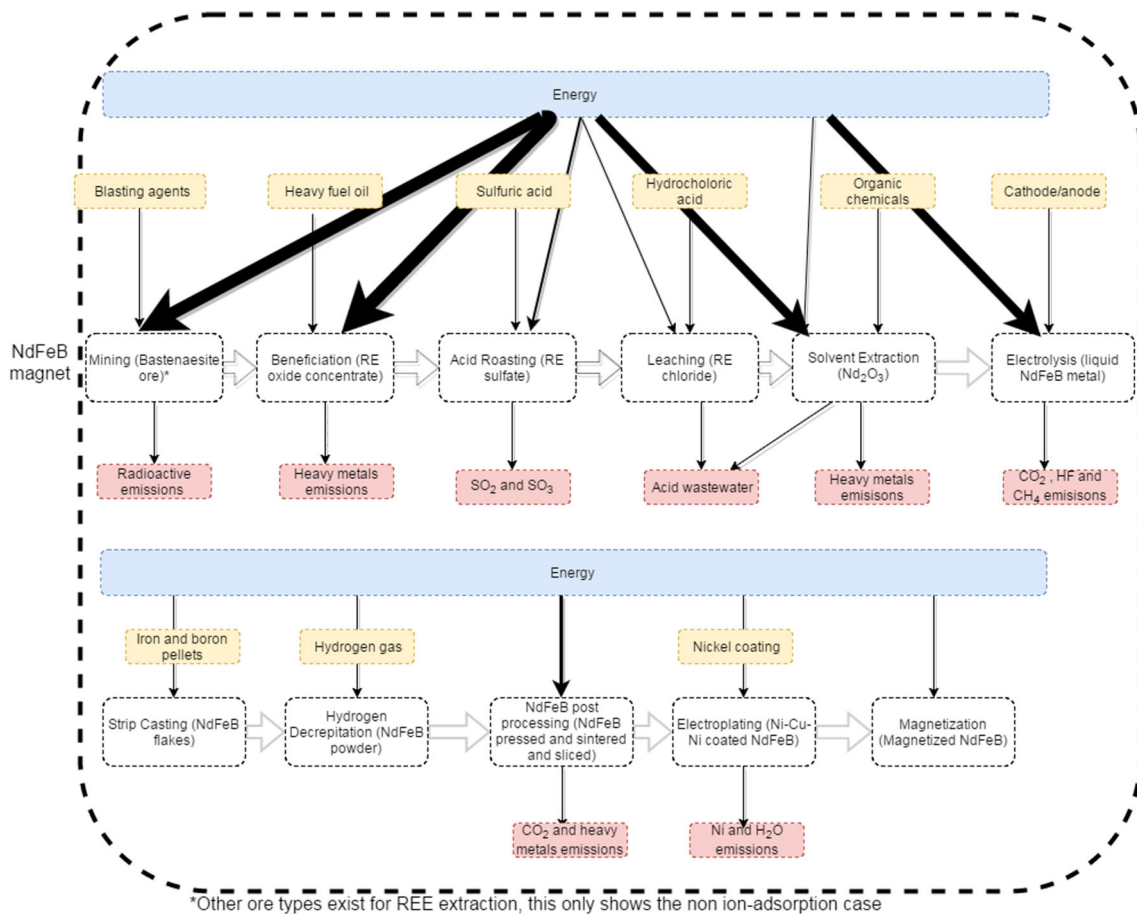 Energy
Blasting agents
Heavy fuel oil
Sulfuric acid
Hydrocholoric
acid
Organic
chemicals
Cathode/anode
NdFeB
magnet
Mining (Bastenaesite
ore)*
Beneficiation (RE
oxide concentrate)
Acid Roasting (RE
sulfate)
Leaching (RE
chloride)
Solvent Extraction
(Nd₂O₃)
Electrolysis (liquid
NdFeB metal)
Radioactive
emissions
Heavy metals
emissions
SO₂ and SO₃
Acid wastewater
Heavy metals
emisisons
CO₂ , HF and
CH₄ emisisons
Energy
Iron and boron
pellets
Hydrogen gas
Nickel coating
Strip Casting (NdFeB
flakes)
Hydrogen
Decrepitation (NdFeB
powder)
NdFeB post
processing (NdFeB
pressed and sintered
and sliced)
Electroplating (Ni-Cu-
Ni coated NdFeB)
Magnetization
(Magnetized NdFeB)
CO₂ and heavy
metals emissions
Ni and H₂O
emissions
*Other ore types exist for REE extraction, this only shows the non ion-adsorption case